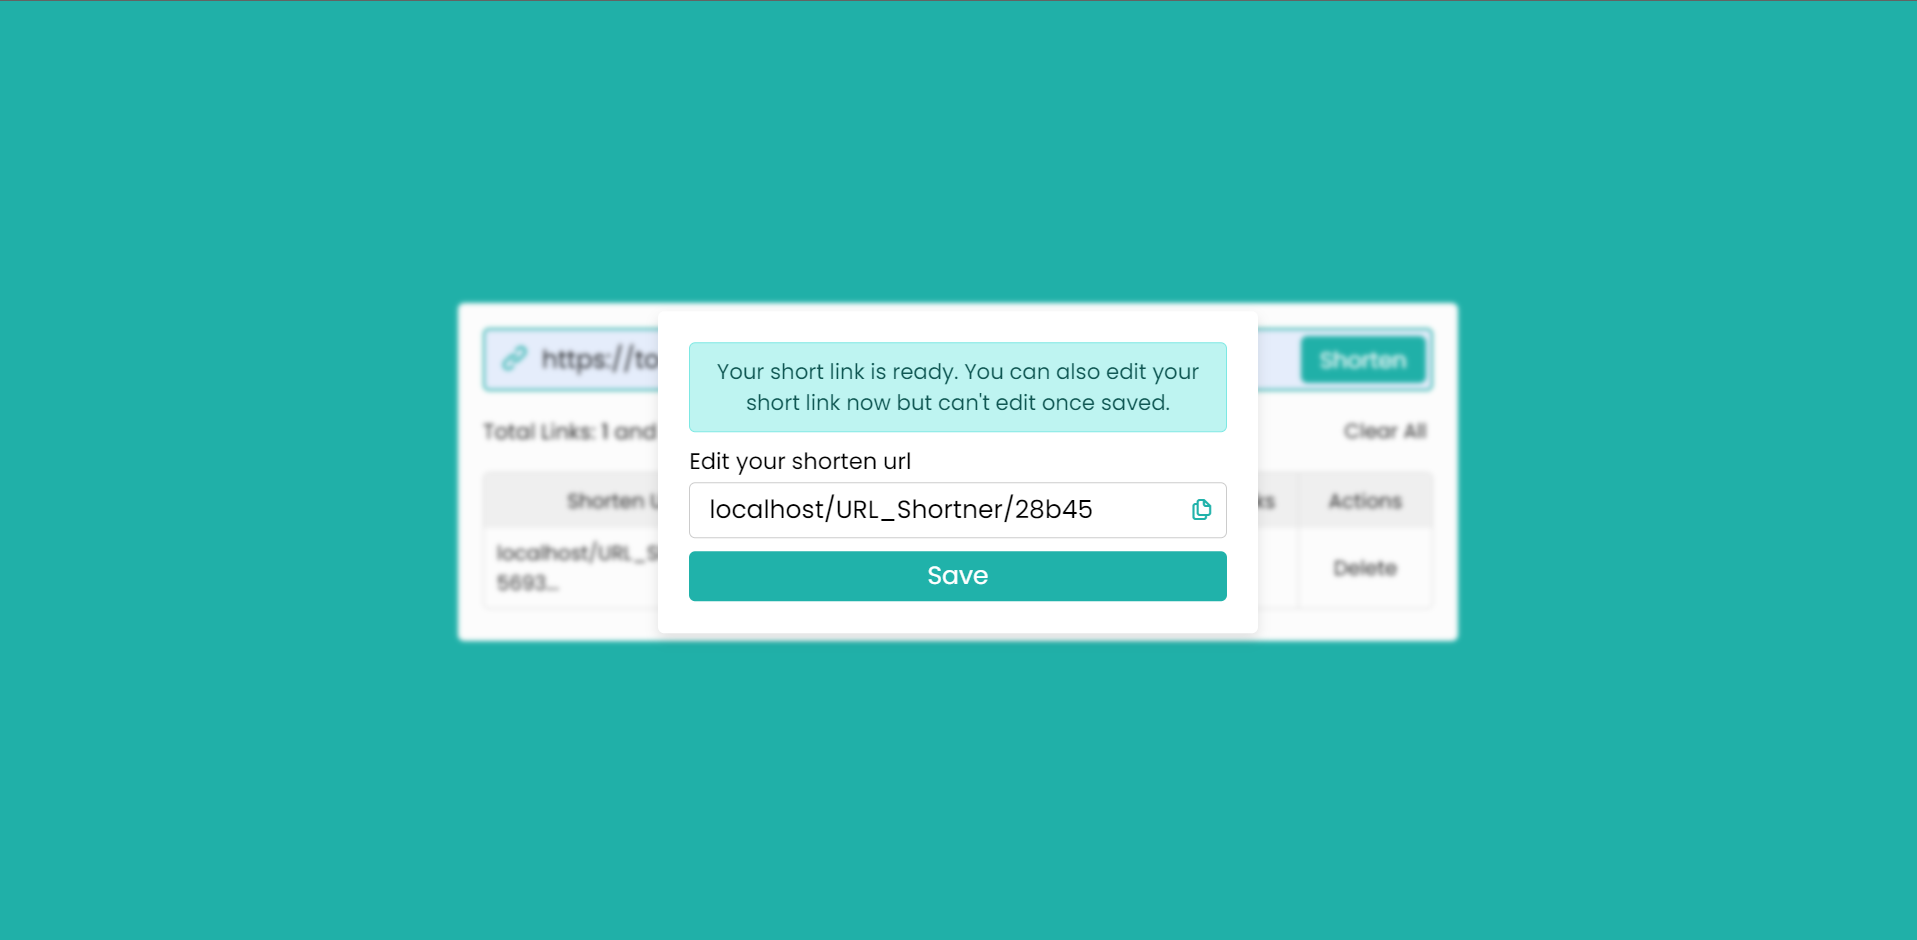 https://to
Shorten
Your short link is ready. You can also edit your
short link now but can't edit once saved.
Total Links: 1 and
Clear All
Edit your shorten url
Shorten U
ks
Actions
localhost/URL_Shortner/28b45
localhost/URL_S
5693...
Delete
Save